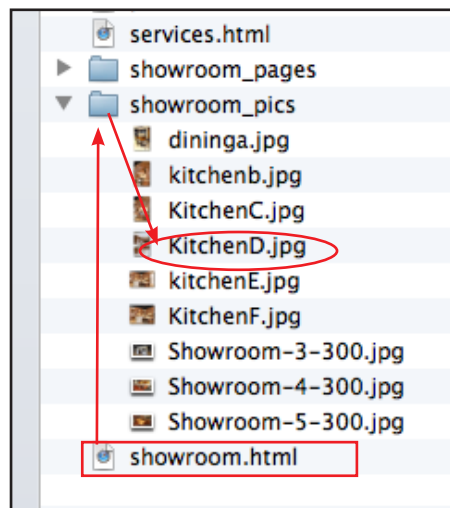 services.html
showroom_pages
showroom_pics
dininga.jpg
kitchenb.jpg
KitchenC.jpg
KitchenD.jpg
kitchenE.jpg
KitchenF.jpg
Showroom-3-300.jpg
Showroom-4-300.jpg
Showroom-5-300.jpg
showroom.html